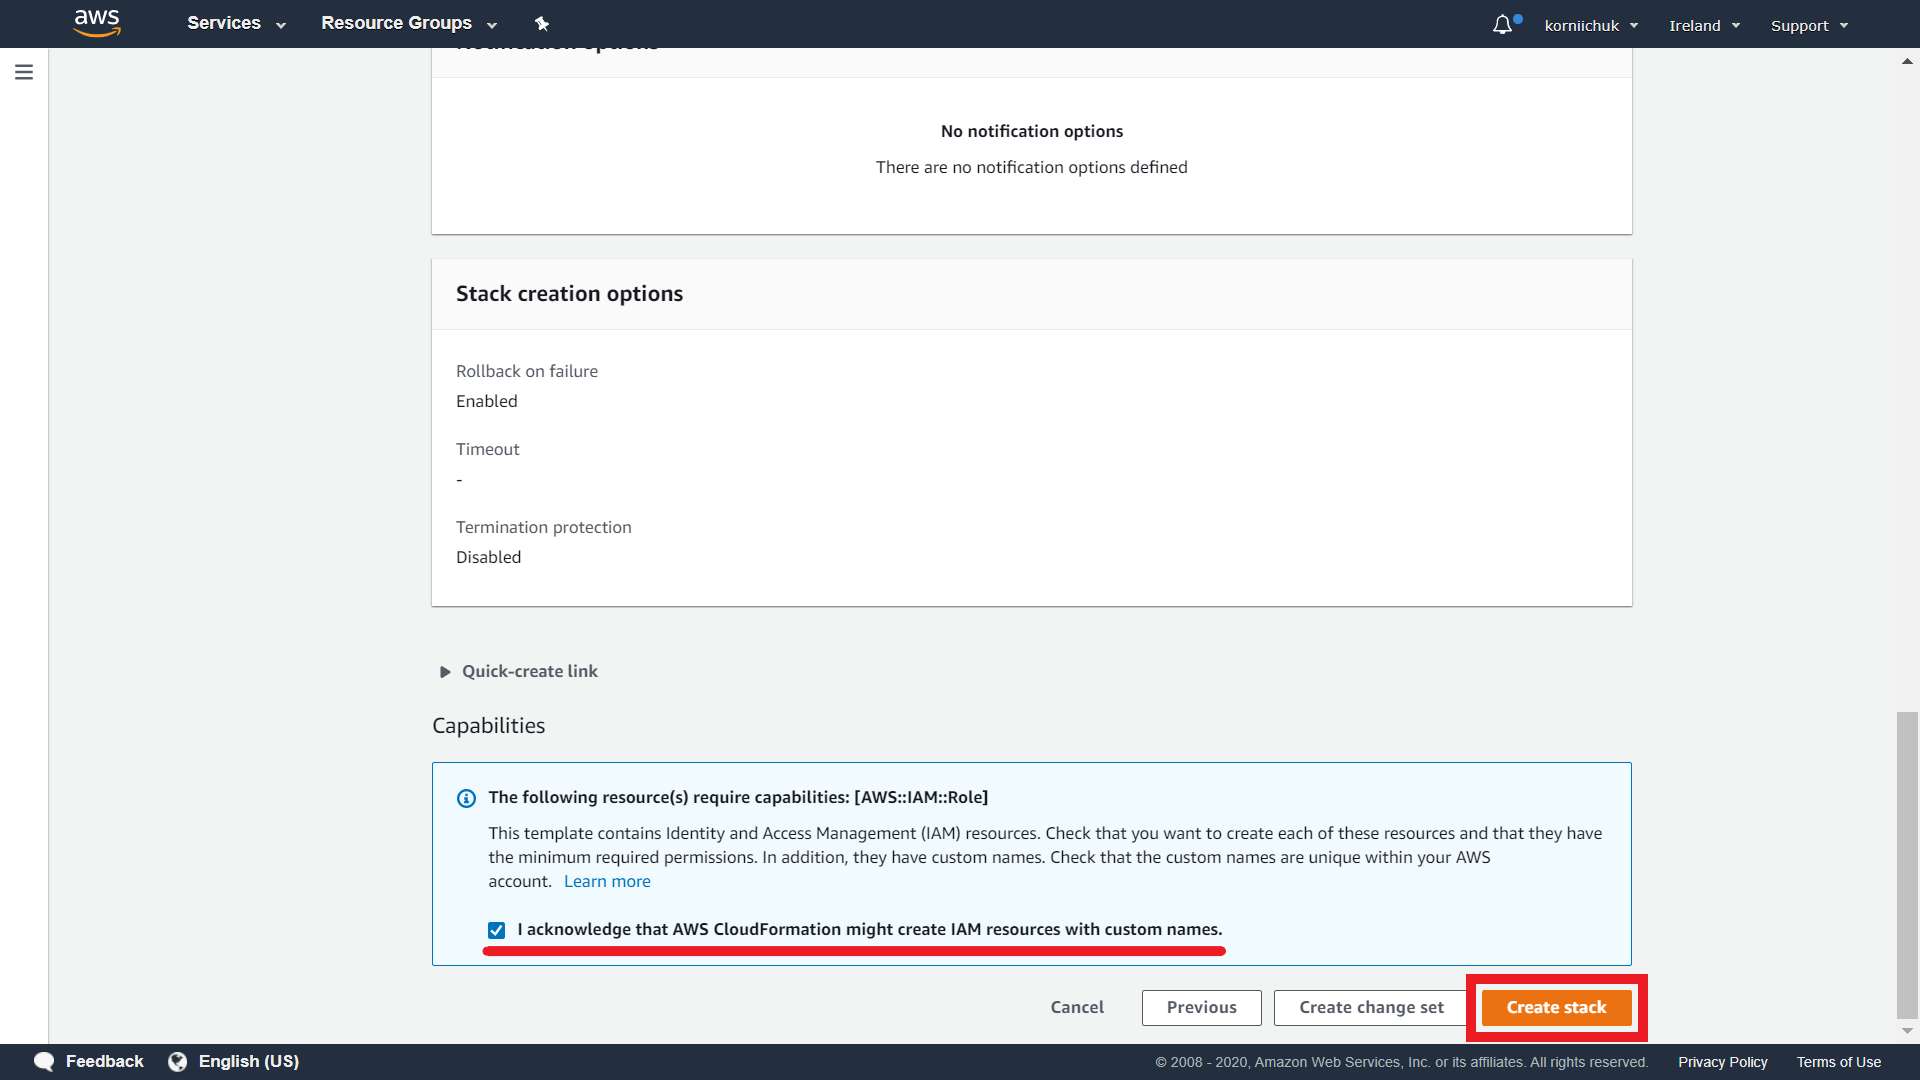 aws
Services
Resource Groups
korniichuk
Ireland
Support
Notification options
No notification options
There are no notification options defined
Stack creation options
Rollback on failure
Enabled
Timeout
-
Termination protection
Disabled
Quick-create link
Capabilities
The following resource(s) require capabilities: [AWS::IAM::Role]
This template contains Identity and Access Management (IAM) resources. Check that you want to create each of these resources and that they have
the minimum required permissions. In addition, they have custom names. Check that the custom names are unique within your AWS
account. Learn more
I acknowledge that AWS CloudFormation might create IAM resources with custom names.
Cancel
Previous
Create change set
Create stack
Feedback
English (US)
© 2008 - 2020, Amazon Web Services, Inc. or its affiliates. All rights reserved.
Privacy Policy
Terms of Use